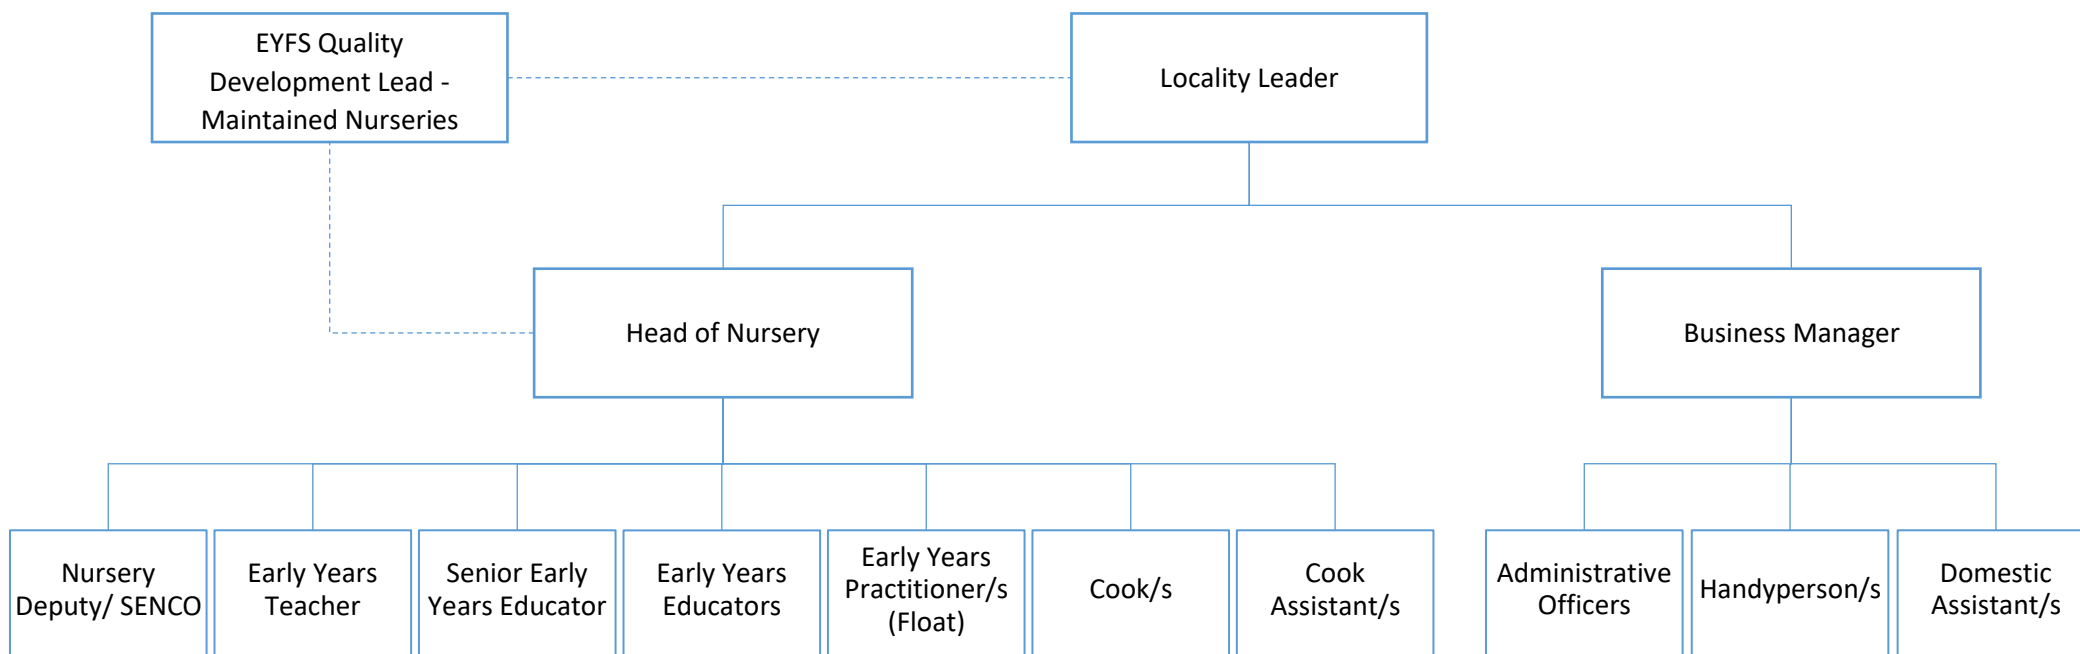 EYFS Quality
Development Lead -
Maintained Nurseries
Locality Leader
Head of Nursery
Business Manager
Nursery
Deputy/ SENCO
Early Years
Teacher
Senior Early
Years Educator
Early Years
Educators
Early Years
Practitioner/s
(Float)
Cook/s
Cook
Assistant/s
Administrative
Officers
Handyperson/s
Domestic
Assistant/s